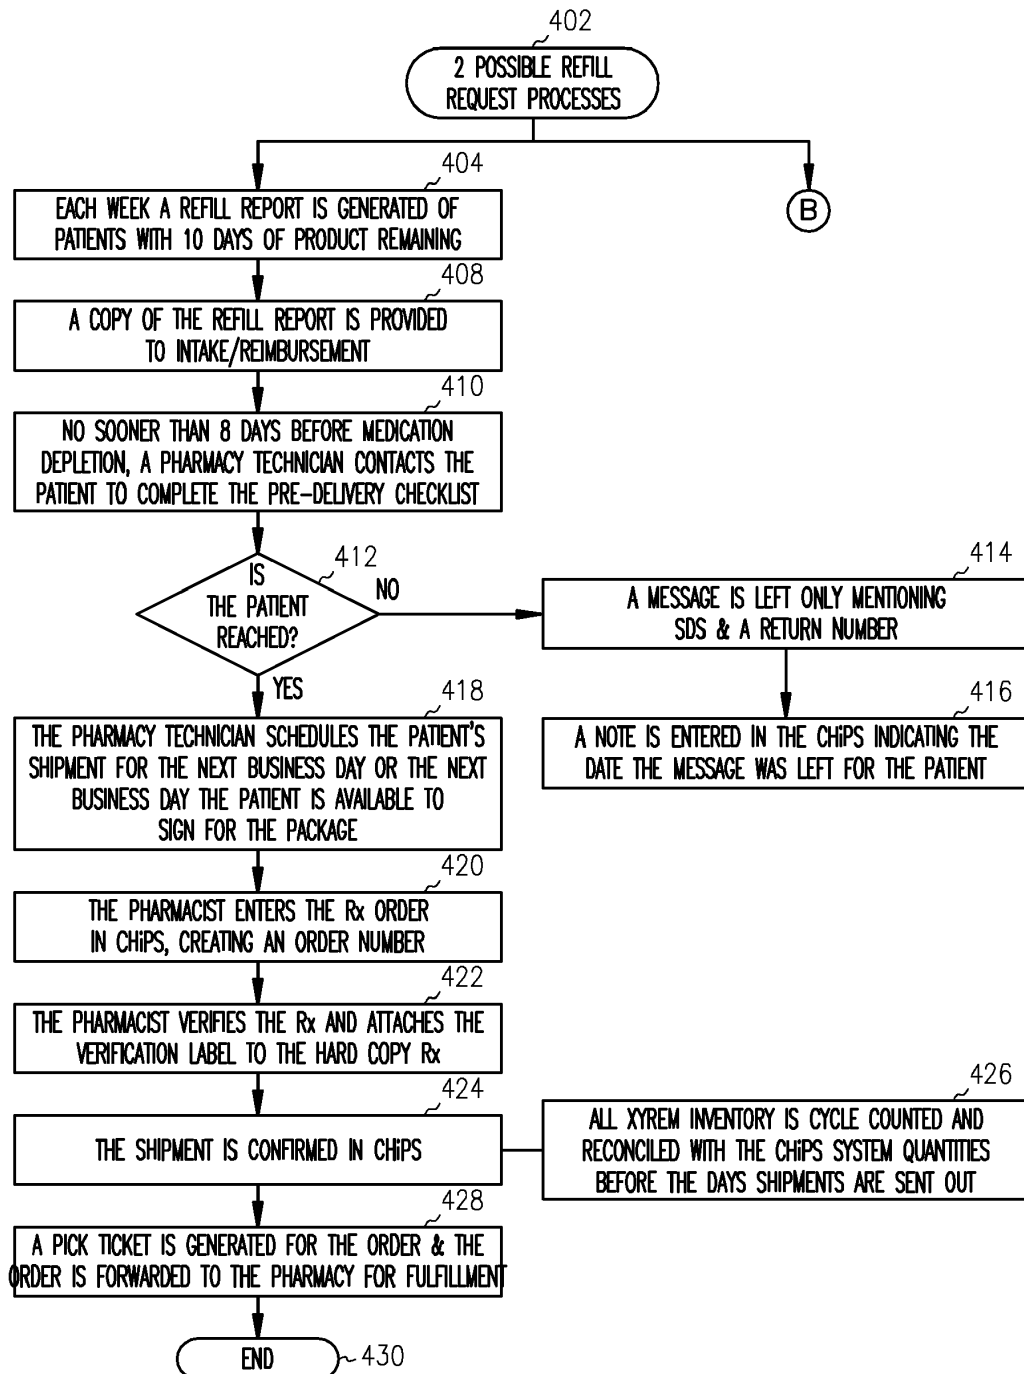 402
2 POSSIBLE REFILL
REQUEST PROCESSES
404
EACH WEEK A REFILL REPORT IS GENERATED OF
PATIENTS WITH 10 DAYS OF PRODUCT REMAINING
B
408
A COPY OF THE REFILL REPORT IS PROVIDED
TO INTAKE/REIMBURSEMENT
410
NO SOONER THAN 8 DAYS BEFORE MEDICATION
DEPLETION, A PHARMACY TECHNICIAN CONTACTS THE
PATIENT TO COMPLETE THE PRE-DELIVERY CHECKLIST
412
IS
THE PATIENT
REACHED?
NO
414
A MESSAGE IS LEFT ONLY MENTIONING
SDS & A RETURN NUMBER
416
A NOTE IS ENTERED IN THE CHiPS INDICATING THE
DATE THE MESSAGE WAS LEFT FOR THE PATIENT
YES
418
THE PHARMACY TECHNICIAN SCHEDULES THE PATIENT'S
SHIPMENT FOR THE NEXT BUSINESS DAY OR THE NEXT
BUSINESS DAY THE PATIENT IS AVAILABLE TO
SIGN FOR THE PACKAGE
420
THE PHARMACIST ENTERS THE Rx ORDER
IN CHiPS, CREATING AN ORDER NUMBER
422
THE PHARMACIST VERIFIES THE Rx AND ATTACHES THE
VERIFICATION LABEL TO THE HARD COPY Rx
424
THE SHIPMENT IS CONFIRMED IN CHiPS
426
ALL XYREM INVENTORY IS CYCLE COUNTED AND
RECONCILED WITH THE CHiPS SYSTEM QUANTITIES
BEFORE THE DAYS SHIPMENTS ARE SENT OUT
428
A PICK TICKET IS GENERATED FOR THE ORDER & THE
ORDER IS FORWARDED TO THE PHARMACY FOR FULFILLMENT
END
430